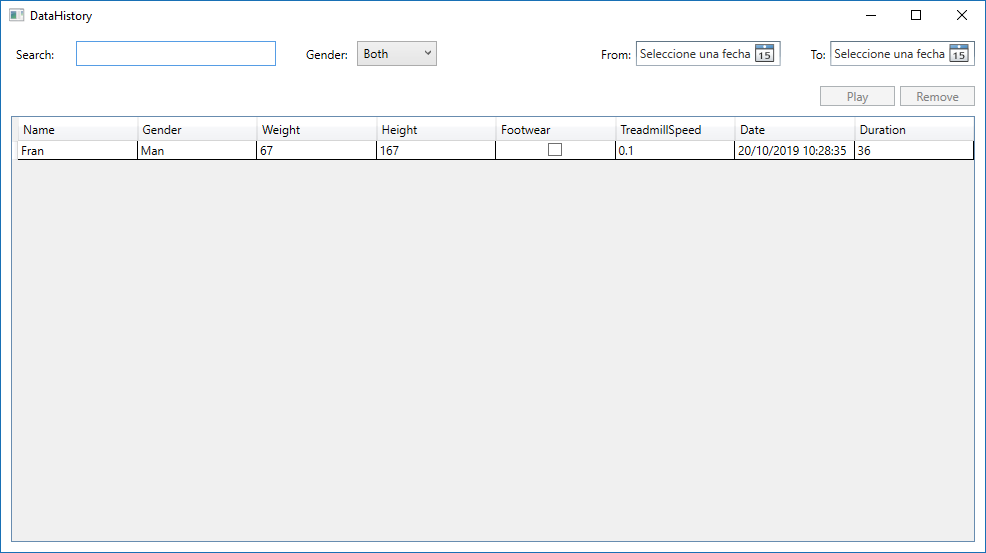 DataHistory
Search: Gender: Both From: Seleccione una fecha 15 To: Seleccione una fecha 15
Play Remove
Name Gender Weight Height Footwear TreadmillSpeed Date Duration
Fran Man 67 167 0.1 20/10/2019 10:28:35 36